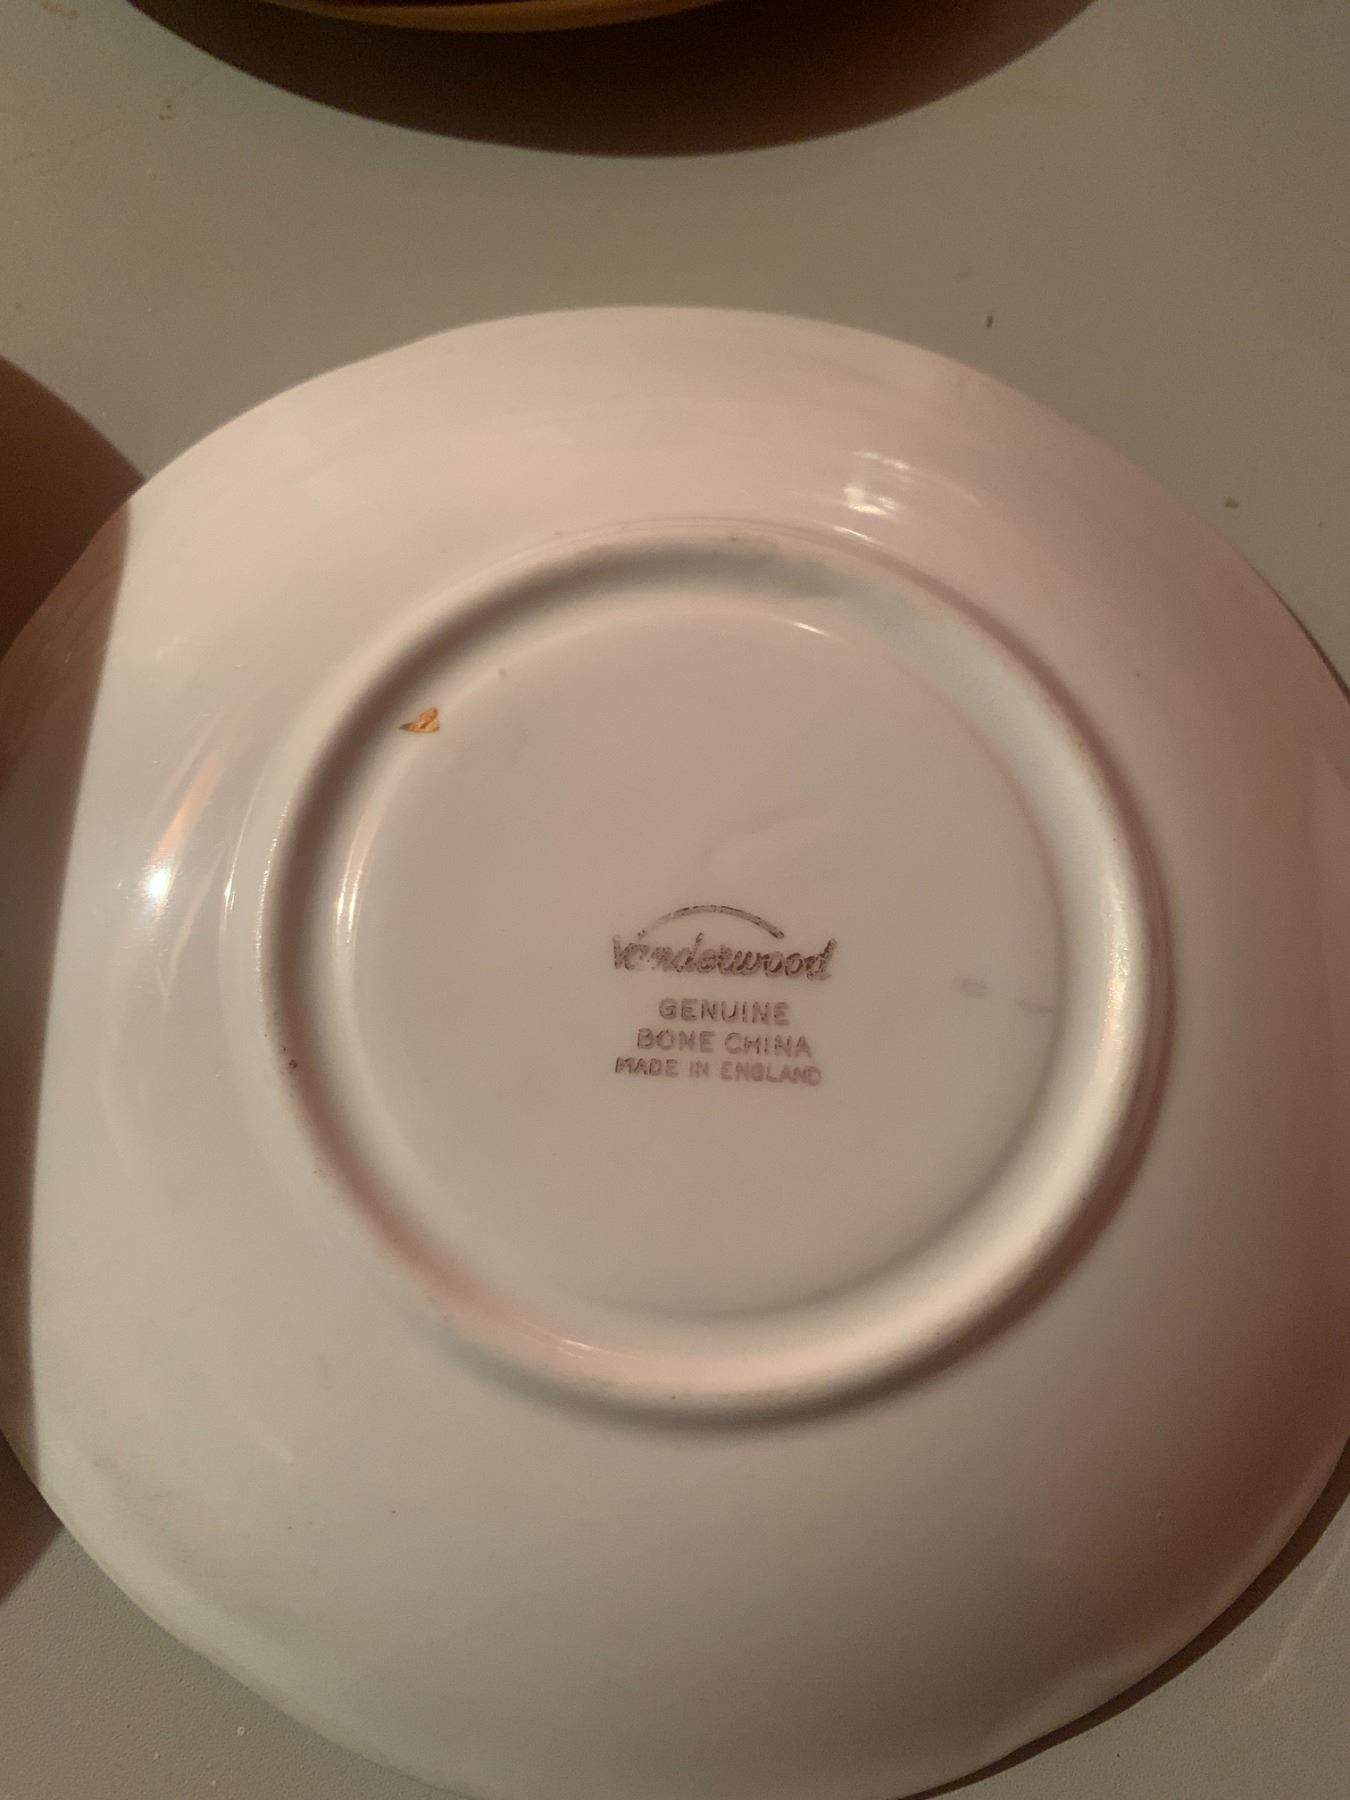 Vanderwood
GENUINE
BONE CHINA
MADE IN ENGLAND